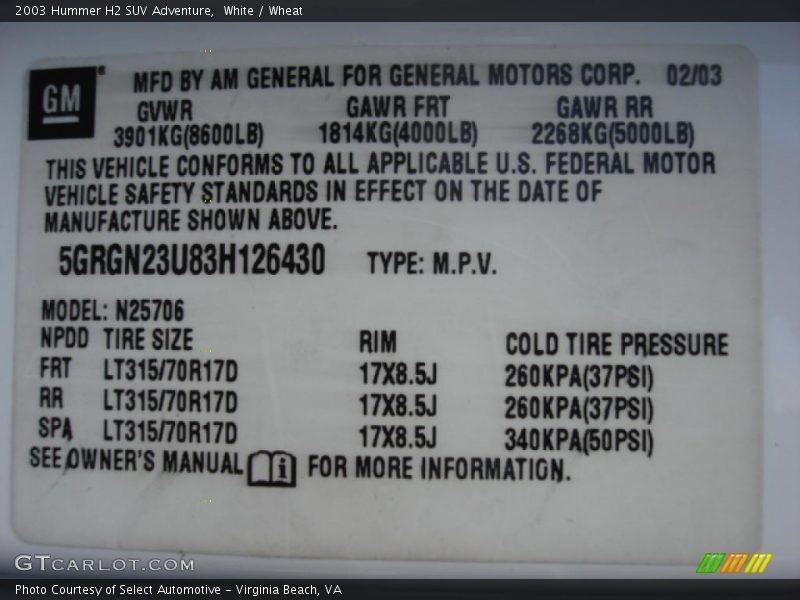 2003 Hummer H2 SUV Adventure,  White / Wheat
GM MFD BY AM GENERAL FOR GENERAL MOTORS CORP. 02/03
GVWR GAWR FRT GAWR RR
3901KG(8600LB) 1814KG(4000LB) 2268KG(5000LB)
THIS VEHICLE CONFORMS TO ALL APPLICABLE U.S. FEDERAL MOTOR
VEHICLE SAFETY STANDARDS IN EFFECT ON THE DATE OF
MANUFACTURE SHOWN ABOVE.
5GRGN23U83H126430 TYPE: M.P.V.
MODEL: N25706
NPDD TIRE SIZE RIM COLD TIRE PRESSURE
FRT LT315/70R17D 17X8.5J 260KPA(37PSI)
RR LT315/70R17D 17X8.5J 260KPA(37PSI)
SPA LT315/70R17D 17X8.5J 340KPA(50PSI)
SEE OWNER'S MANUAL i FOR MORE INFORMATION.
GTCARLOT.COM
Photo Courtesy of Select Automotive – Virginia Beach, VA